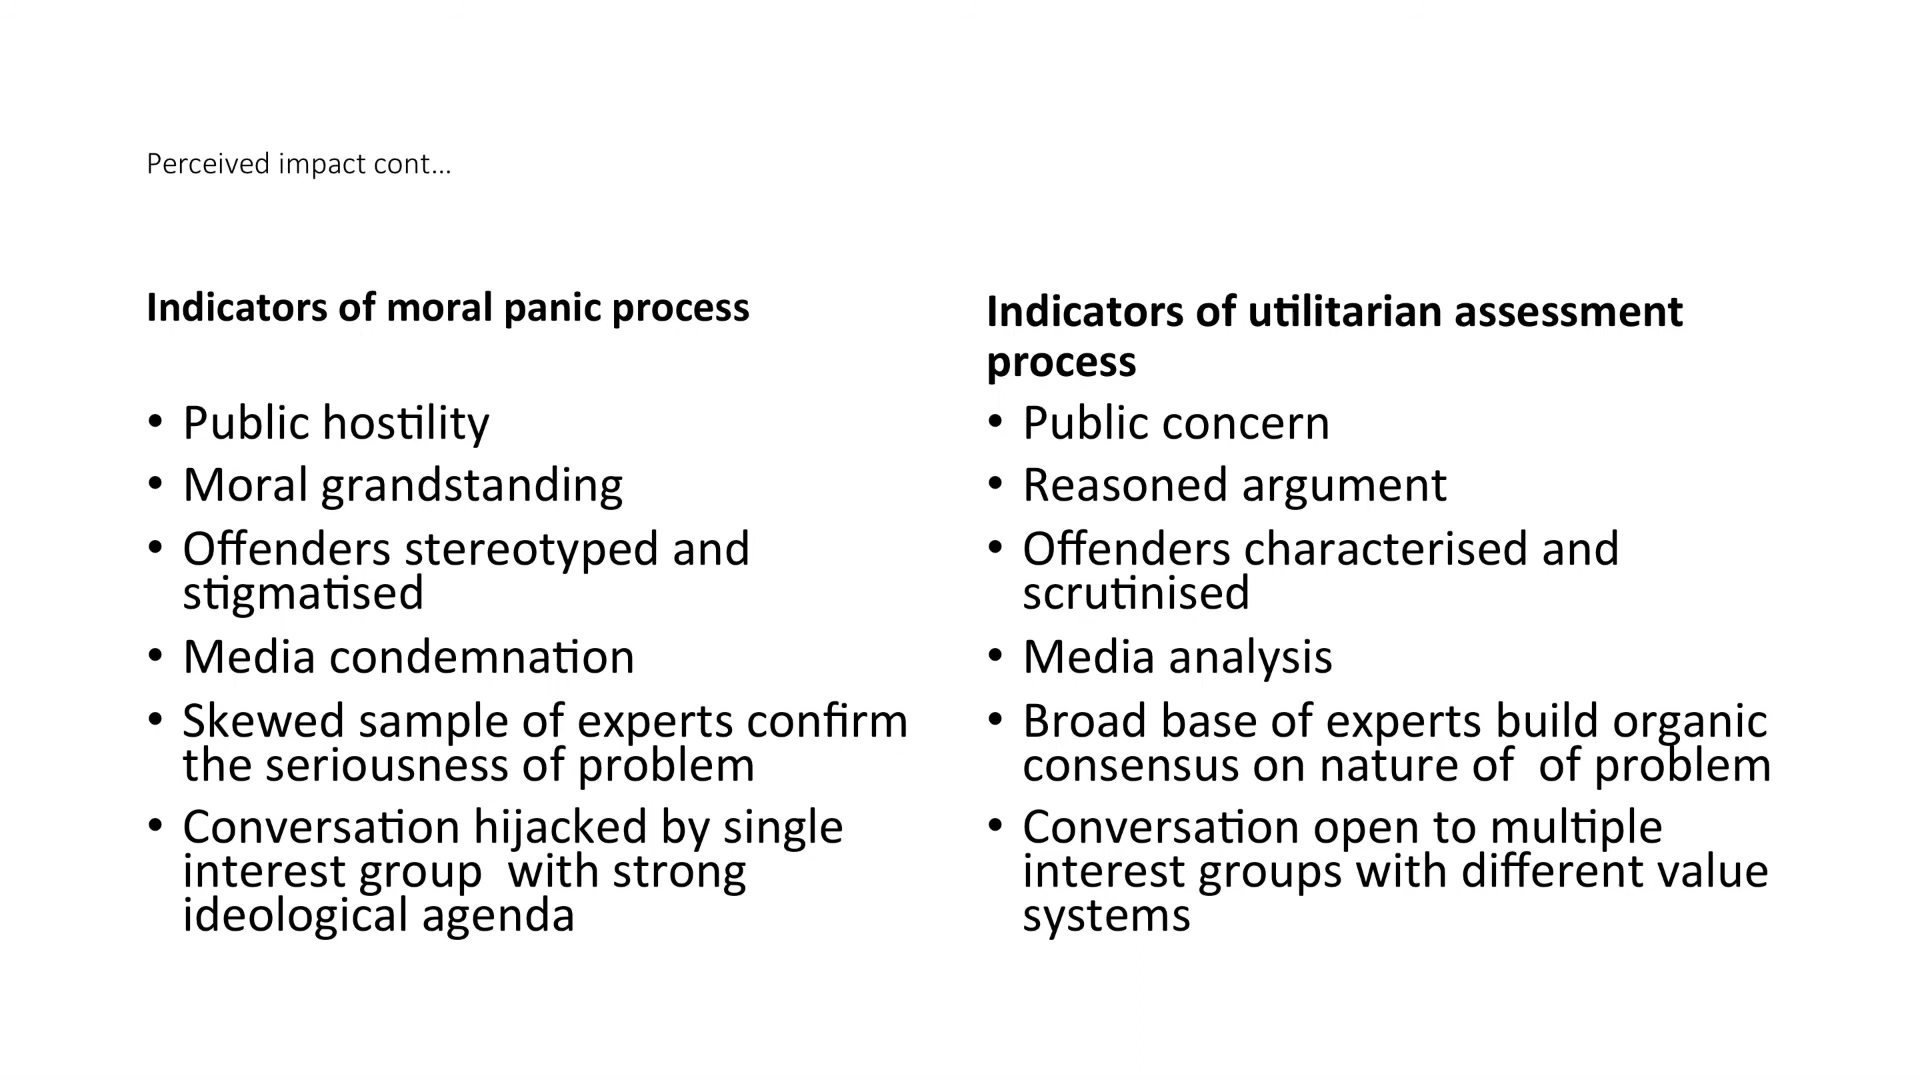 Perceived impact cont...
Indicators of moral panic process
• Public hostility
• Moral grandstanding
• Offenders stereotyped and
stigmatised
• Media condemnation
• Skewed sample of experts confirm
the seriousness of problem
• Conversation hijacked by single
interest group  with strong
ideological agenda
Indicators of utilitarian assessment
process
• Public concern
• Reasoned argument
• Offenders characterised and
scrutinised
• Media analysis
• Broad base of experts build organic
consensus on nature of  of problem
• Conversation open to multiple
interest groups with different value
systems